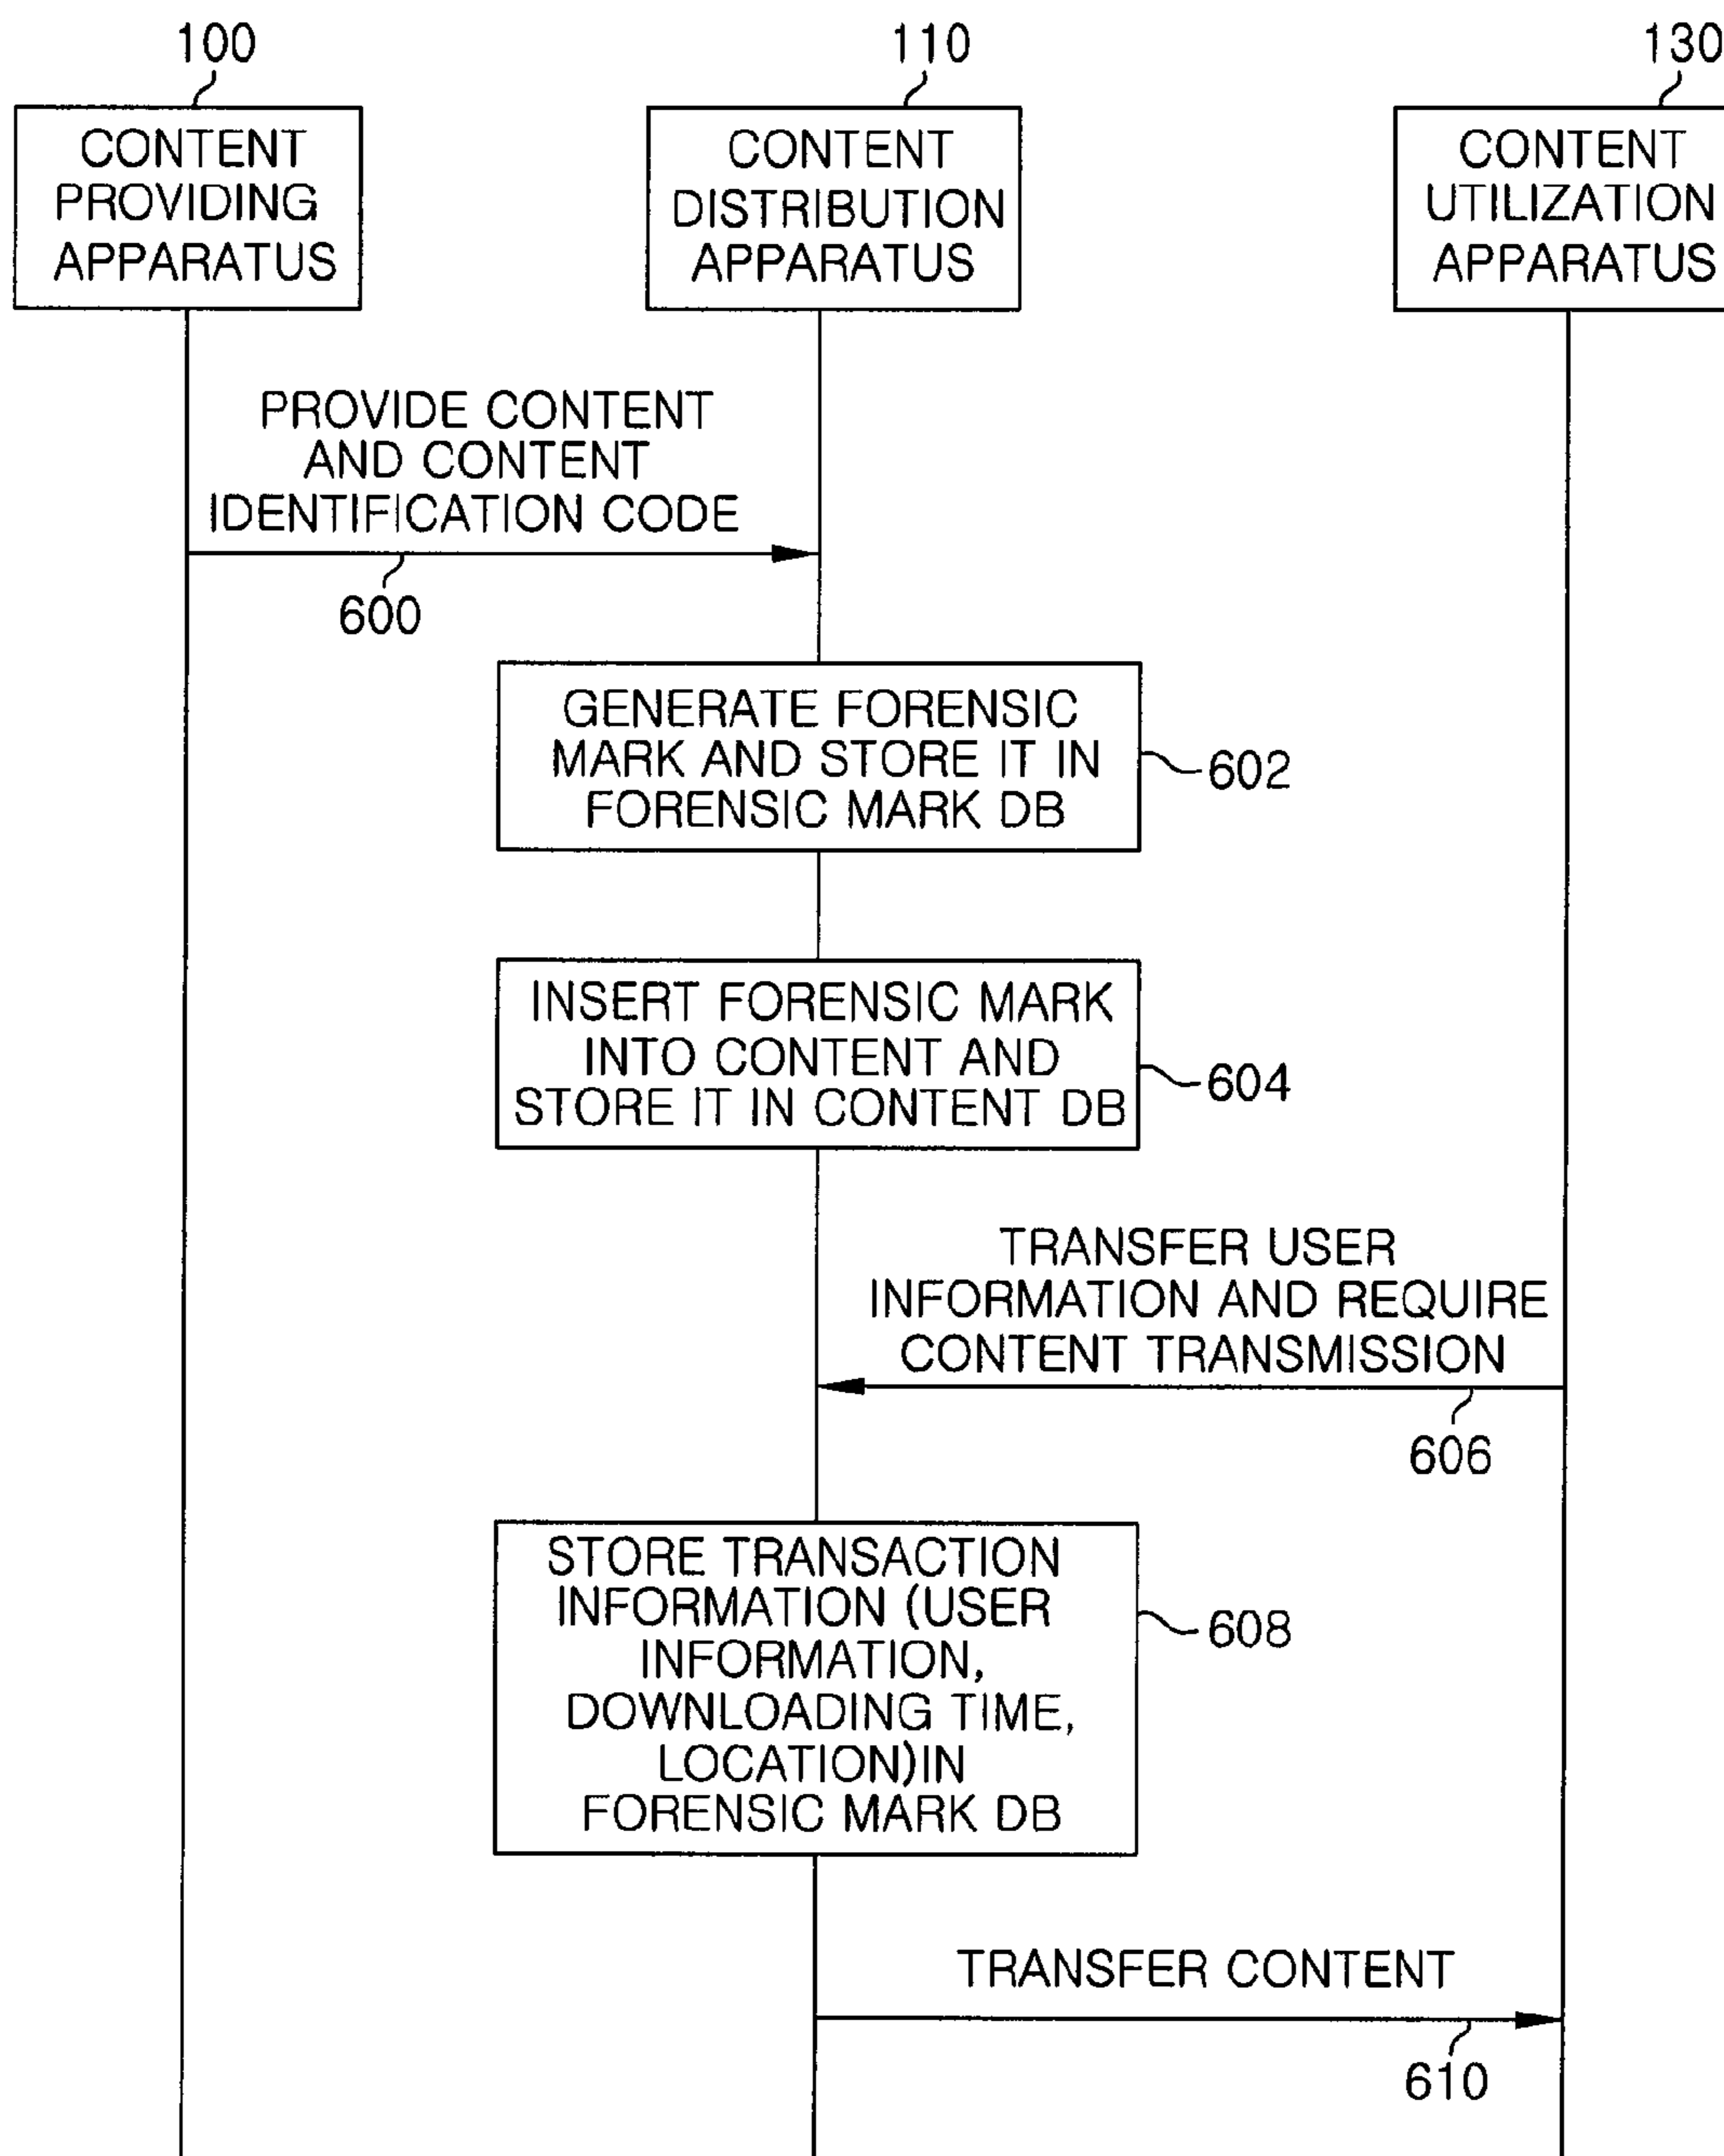 100
110
130
CONTENT
PROVIDING
APPARATUS
CONTENT
DISTRIBUTION
APPARATUS
CONTENT
UTILIZATION
APPARATUS
PROVIDE CONTENT
AND CONTENT
IDENTIFICATION CODE
600
GENERATE FORENSIC
MARK AND STORE IT IN
FORENSIC MARK DB
602
INSERT FORENSIC MARK
INTO CONTENT AND
STORE IT IN CONTENT DB
604
TRANSFER USER
INFORMATION AND REQUIRE
CONTENT TRANSMISSION
606
STORE TRANSACTION
INFORMATION (USER
INFORMATION,
DOWNLOADING TIME,
LOCATION)IN
FORENSIC MARK DB
608
TRANSFER CONTENT
610